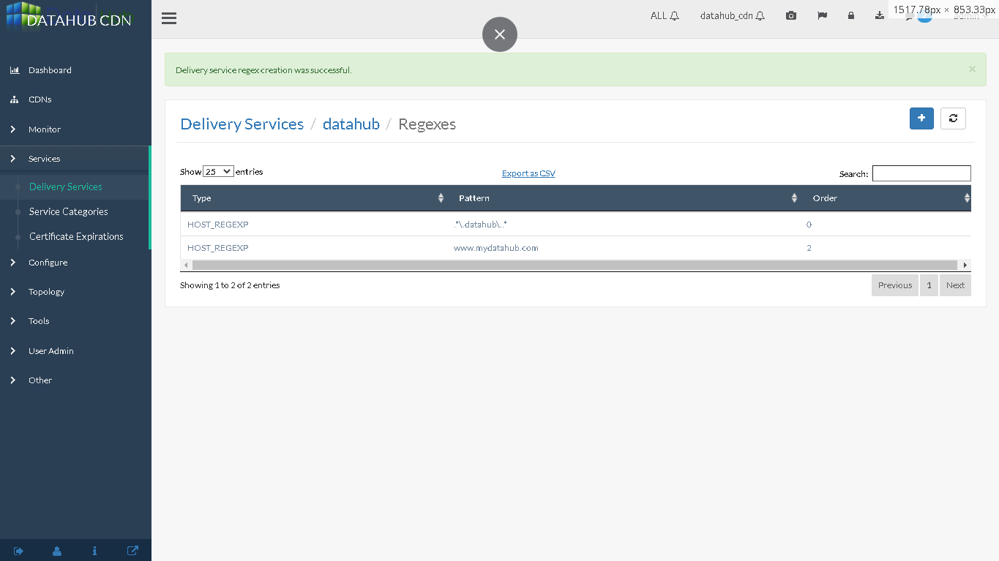 DATAHUB CDN
ALL
datahub_cdn
1517.78px × 853.33px
Delivery service regex creation was successful.
×
Dashboard
CDNs
Monitor
Services
Delivery Services
Service Categories
Certificate Expirations
Configure
Topology
Tools
User Admin
Other
Delivery Services / datahub / Regexes
Show 25 entries
Export as CSV
Search:
Type Pattern Order
HOST_REGEXP .*\.datahub\..* 0
HOST_REGEXP www.mydatahub.com 2
Showing 1 to 2 of 2 entries
Previous 1 Next